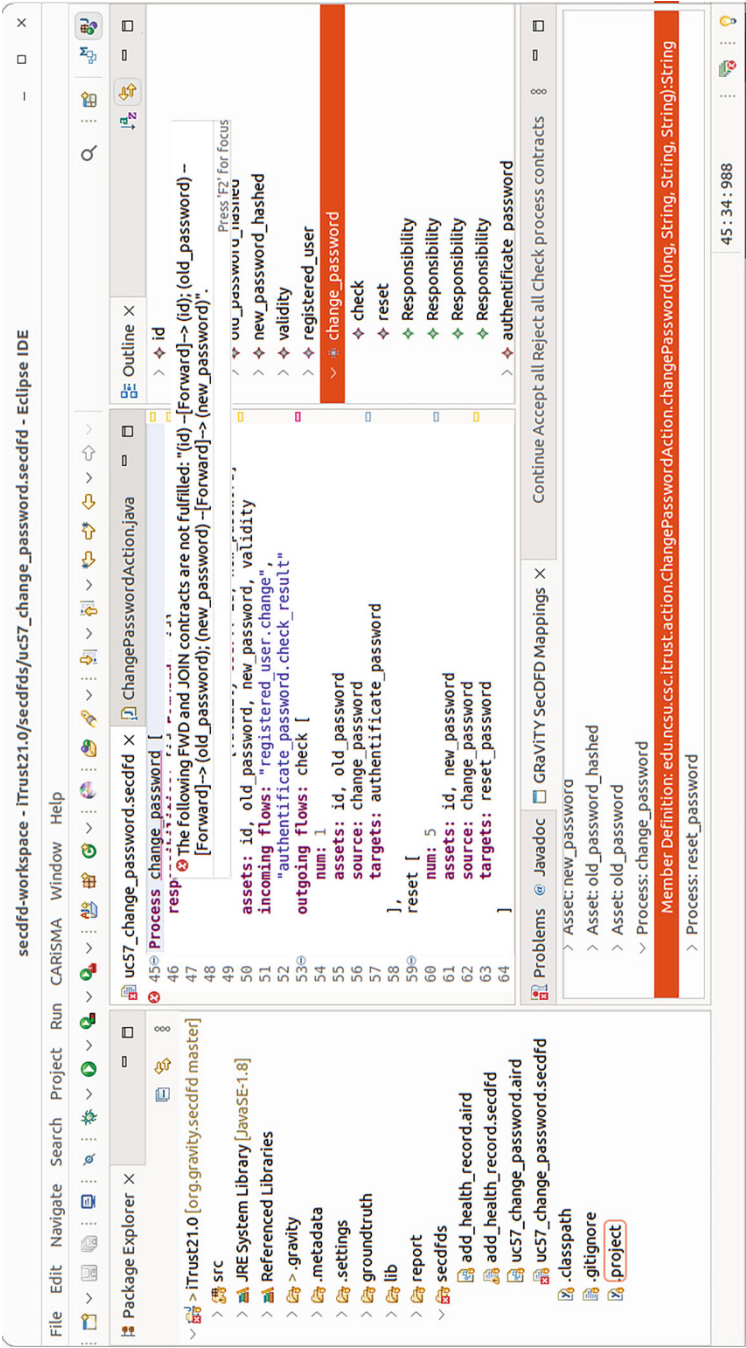 secdfd-workspace - iTrust21.0/secdfds/uc57_change_password.secdfd - Eclipse IDE
File Edit Navigate Search Project Run CARiSMA Window Help
Package Explorer
> iTrust21.0 [org.gravity.secdfd master]
src
JRE System Library [JavaSE-1.8]
Referenced Libraries
> .gravity
.metadata
.settings
groundtruth
lib
report
secdfds
add_health_record.aird
add_health_record.secdfd
uc57_change_password.aird
uc57_change_password.secdfd
.classpath
.gitignore
.project
uc57_change_password.secdfd
ChangePasswordAction.java
45 Process change_password [
46 resp
The Following FWD and JOIN contracts are not fulfilled: "(id) –[Forward]–> (id); (old_password) –
[Forward]–> (old_password); (new_password) –[Forward]–> (new_password)".
Press 'F2' for focus
47
48
49
50 assets: id, old_password, new_password, validity
51 incoming flows: "registered_user.change",
52 "authentificate_password.check_result"
53 outgoing flows: check [
54 num: 1
55 assets: id, old_password
56 source: change_password
57 targets: authentificate_password
58 ],
59 reset [
60 num: 5
61 assets: id, new_password
62 source: change_password
63 targets: reset_password
64 ]
Outline
id
old_password_hashed
new_password_hashed
validity
registered_user
change_password
check
reset
Responsibility
Responsibility
Responsibility
Responsibility
authentificate_password
Problems
Javadoc
GRaViTY SecDFD Mappings
Continue Accept all Reject all Check process contracts
Asset: new_password
Asset: old_password_hashed
Asset: old_password
Process: change_password
Member Definition: edu.ncsu.csc.itrust.action.ChangePasswordAction.changePassword(long, String, String, String):String
Process: reset_password
45 : 34 : 988